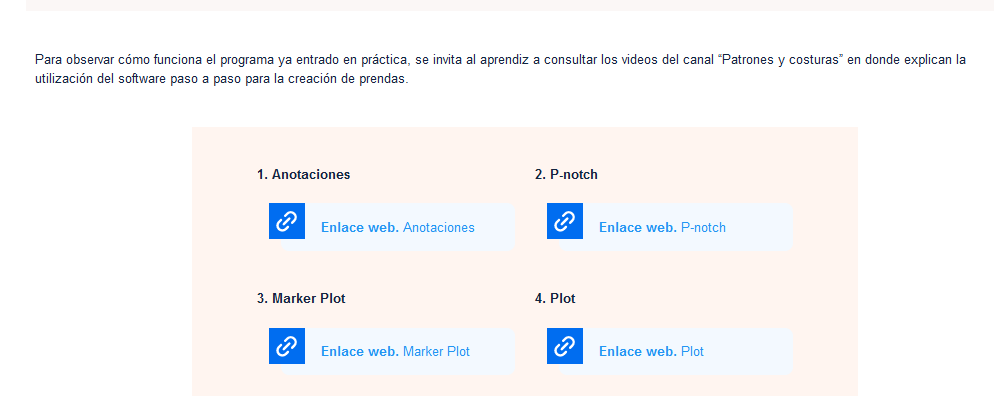 Para observar cómo funciona el programa ya entrado en práctica, se invita al aprendiz a consultar los videos del canal “Patrones y costuras” en donde explican la
utilización del software paso a paso para la creación de prendas.
1. Anotaciones
2. P-notch
Enlace web. Anotaciones
Enlace web. P-notch
3. Marker Plot
4. Plot
Enlace web. Marker Plot
Enlace web. Plot